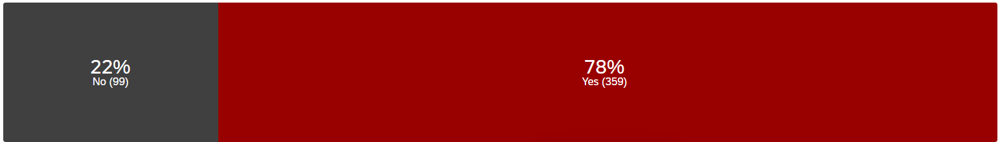 22%
No (99)
78%
Yes (359)